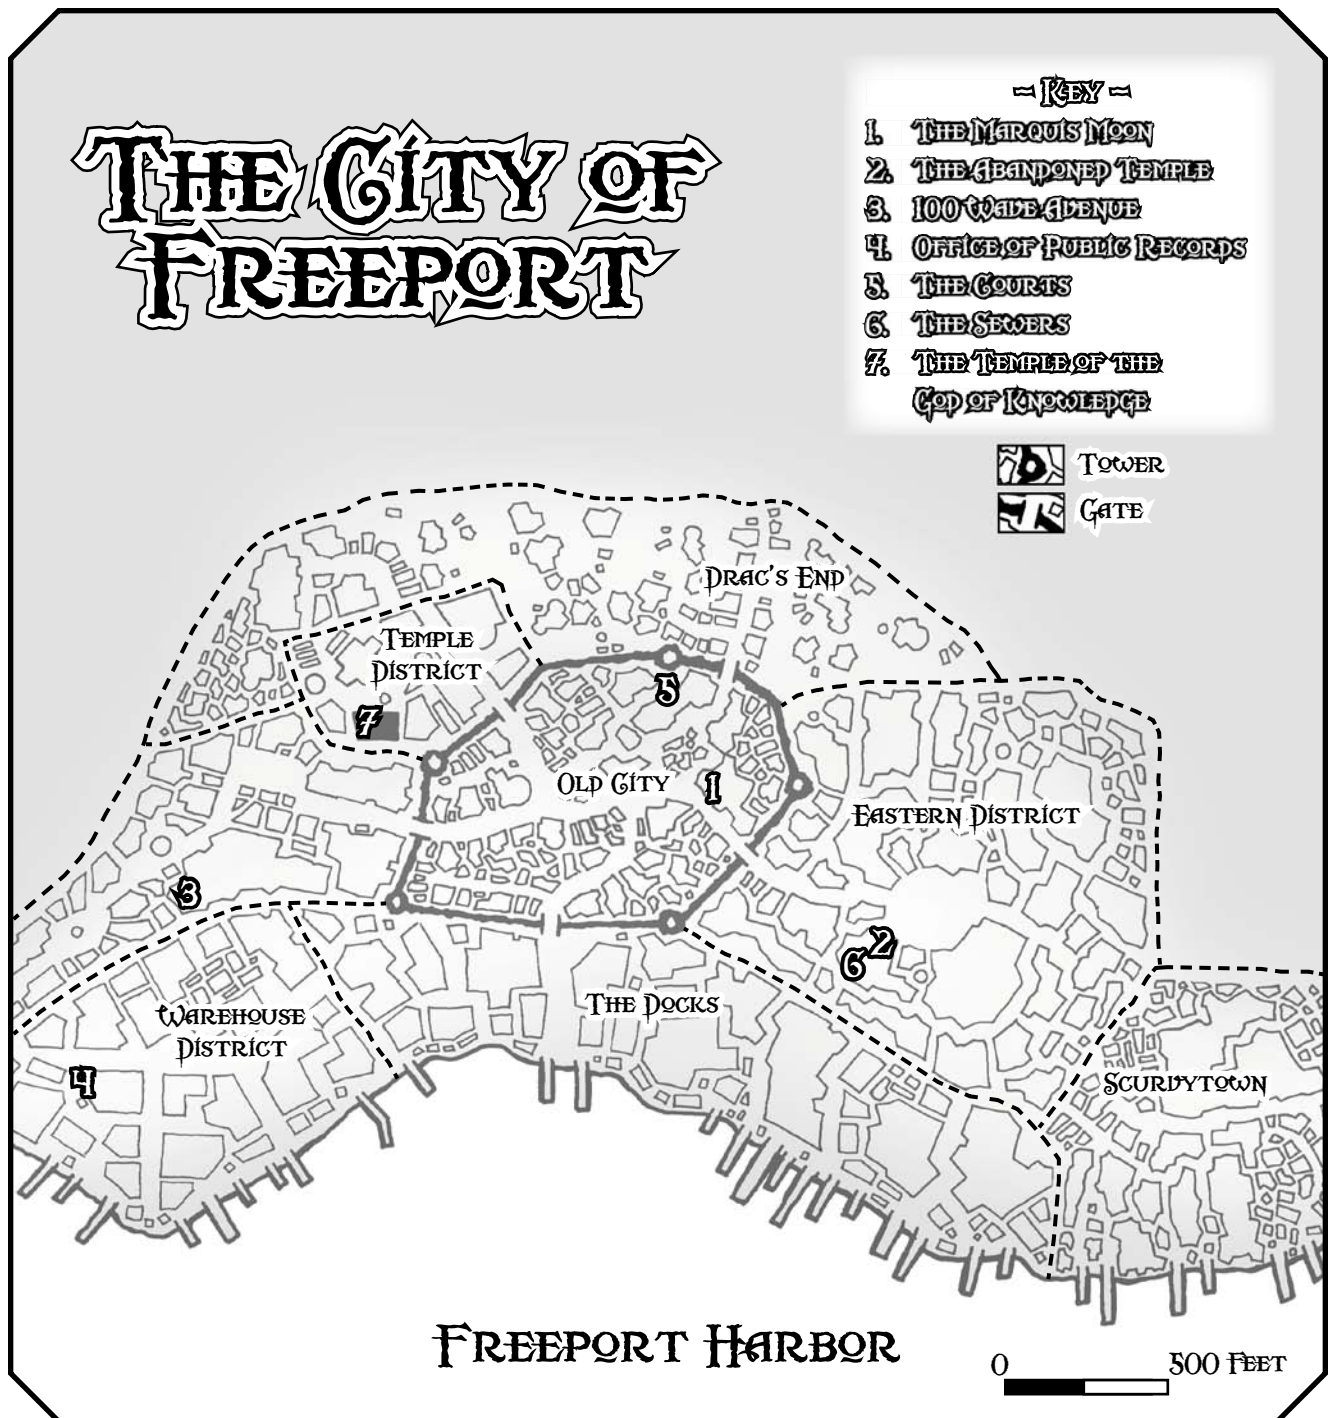 The City of
Freeport
~ Key ~
1. The Marquis Moon
2. The Abandoned Temple
3. 100 Wave Avenue
4. Office of Public Records
5. The Courts
6. The Sewers
7. The Temple of the
God of Knowledge
Tower
Gate
Drac's End
Temple
District
5
7
Old City
1
Eastern District
3
2
6
The Docks
Warehouse
District
4
Scurvytown
Freeport Harbor
0 500 Feet